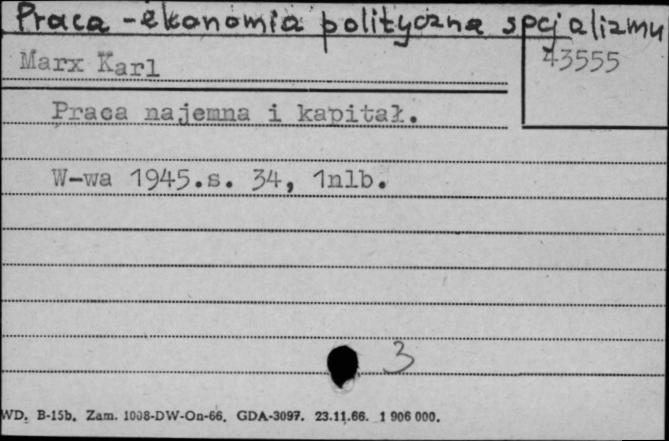 Praca - ekonomia polityczna spcjalizmu
Marx Karl
43555
Praca najemna i kapitał.
W-wa 1945.s. 34, 1nlb.
3
WD. B-15b. Zam. 1008-DW-On-66. GDA-3097. 23.11.66. 1 906 000.